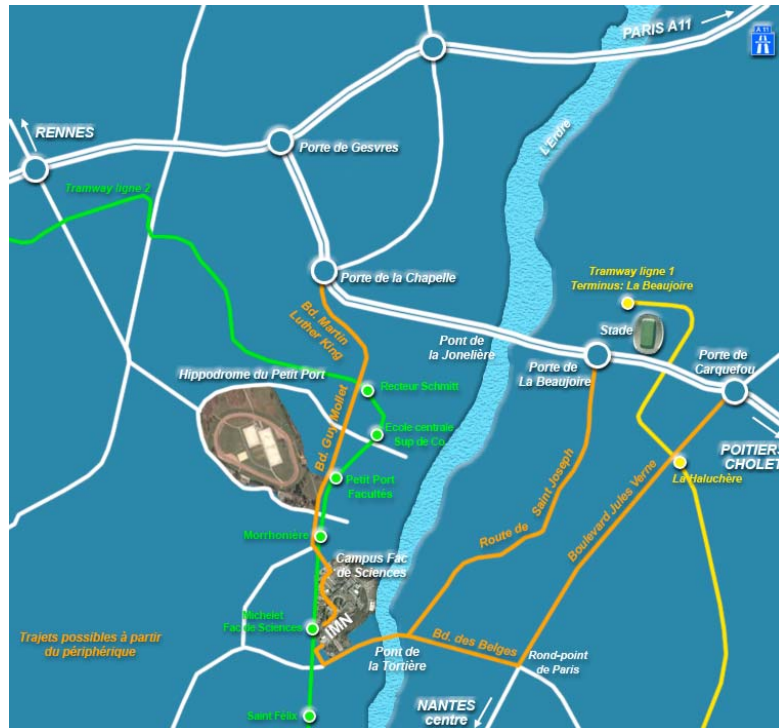 PARIS A11
A11
RENNES
Porte de Gesvres
L'Erdre
Tramway ligne 2
Porte de la Chapelle
Tramway ligne 1
Terminus: La Beaujoire
Bd. Martin
Luther King
Stade
Pont de
la Jonelière
Porte de
La Beaujoire
Porte de
Carquefou
Hippodrome du Petit Port
Recteur Schmitt
Bd. Guy Mollet
Ecole centrale
Sup de Co.
POITIERS
CHOLET
La Haluchère
Petit Port
Facultés
Route de
Saint Joseph
Boulevard Jules Verne
Morrhonière
Campus Fac
de Sciences
Michelet
Fac de Sciences
IMN
Trajets possibles à partir
du périphérique
Pont de
la Tortière
Bd. des Belges
Rond-point
de Paris
NANTES
centre
Saint Félix